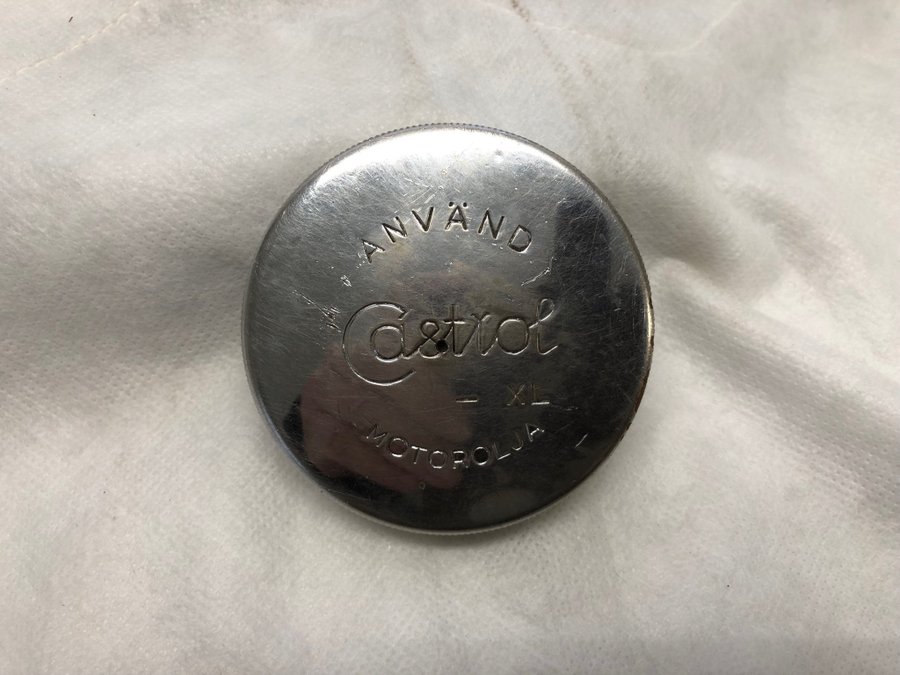 ANVÄND
Castrol
– XL
MOTOROLJA